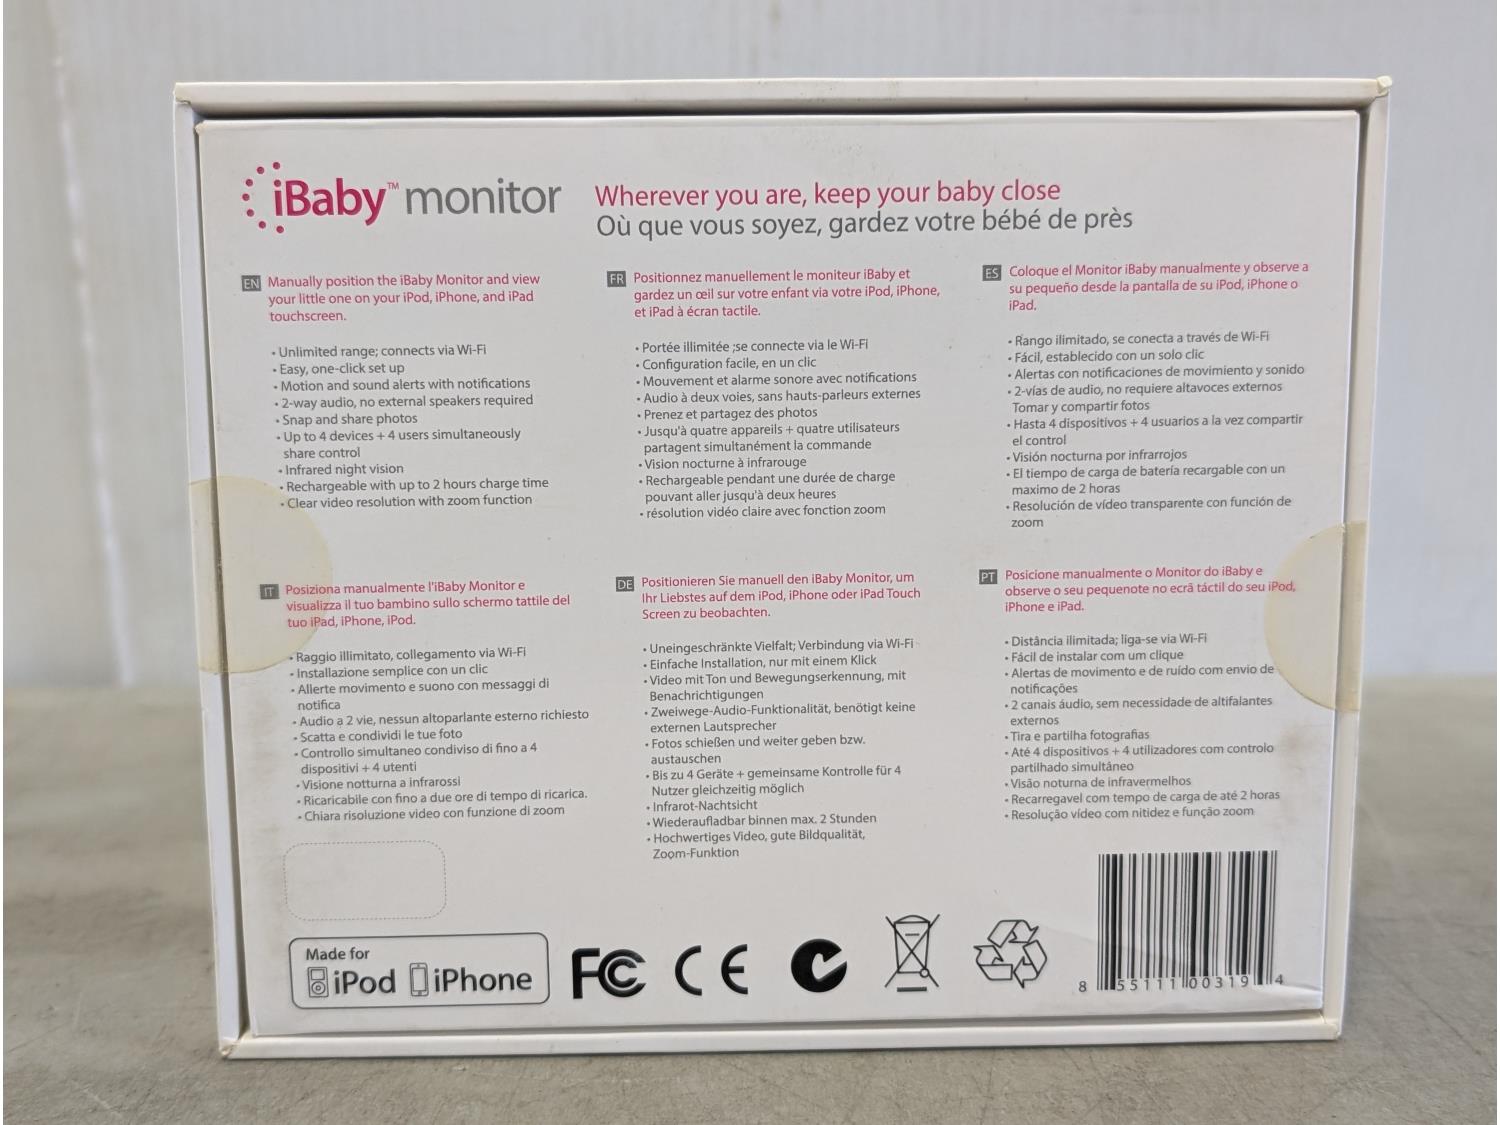 iBaby™ monitor
Wherever you are, keep your baby close
Où que vous soyez, gardez votre bébé de près
EN Manually position the iBaby Monitor and view
your little one on your iPod, iPhone, and iPad
touchscreen.
• Unlimited range; connects via Wi-Fi
• Easy, one-click set up
• Motion and sound alerts with notifications
• 2-way audio, no external speakers required
• Snap and share photos
• Up to 4 devices + 4 users simultaneously
share control
• Infrared night vision
• Rechargeable with up to 2 hours charge time
• Clear video resolution with zoom function
FR Positionnez manuellement le moniteur iBaby et
gardez un œil sur votre enfant via votre iPod, iPhone,
et iPad à écran tactile.
• Portée illimitée ;se connecte via le Wi-Fi
• Configuration facile, en un clic
• Mouvement et alarme sonore avec notifications
• Audio à deux voies, sans hauts-parleurs externes
• Prenez et partagez des photos
• Jusqu'à quatre appareils + quatre utilisateurs
partagent simultanément la commande
• Vision nocturne à infrarouge
• Rechargeable pendant une durée de charge
pouvant aller jusqu'à deux heures
• résolution vidéo claire avec fonction zoom
ES Coloque el Monitor iBaby manualmente y observe a
su pequeño desde la pantalla de su iPod, iPhone o
iPad.
• Rango ilimitado, se conecta a través de Wi-Fi
• Fácil, establecido con un solo clic
• Alertas con notificaciones de movimiento y sonido
• 2-vías de audio, no requiere altavoces externos
Tomar y compartir fotos
• Hasta 4 dispositivos + 4 usuarios a la vez compartir
el control
• Visión nocturna por infrarrojos
• El tiempo de carga de batería recargable con un
maximo de 2 horas
• Resolución de vídeo transparente con función de
zoom
IT Posiziona manualmente l'iBaby Monitor e
visualizza il tuo bambino sullo schermo tattile del
tuo iPad, iPhone, iPod.
• Raggio illimitato, collegamento via Wi-Fi
• Installazione semplice con un clic
• Allerte movimento e suono con messaggi di
notifica
• Audio a 2 vie, nessun altoparlante esterno richiesto
• Scatta e condividi le tue foto
• Controllo simultaneo condiviso di fino a 4
dispositivi + 4 utenti
• Visione notturna a infrarossi
• Ricaricabile con fino a due ore di tempo di ricarica.
• Chiara risoluzione video con funzione di zoom
DE Positionieren Sie manuell den iBaby Monitor, um
Ihr Liebstes auf dem iPod, iPhone oder iPad Touch
Screen zu beobachten.
• Uneingeschränkte Vielfalt; Verbindung via Wi-Fi
• Einfache Installation, nur mit einem Klick
• Video mit Ton und Bewegungserkennung, mit
Benachrichtigungen
• Zweiwege-Audio-Funktionalität, benötigt keine
externen Lautsprecher
• Fotos schießen und weiter geben bzw.
austauschen
• Bis zu 4 Geräte + gemeinsame Kontrolle für 4
Nutzer gleichzeitig möglich
• Infrarot-Nachtsicht
• Wiederaufladbar binnen max. 2 Stunden
• Hochwertiges Video, gute Bildqualität,
Zoom-Funktion
PT Posicione manualmente o Monitor do iBaby e
observe o seu pequenote no ecrã táctil do seu iPod,
iPhone e iPad.
• Distância ilimitada; liga-se via Wi-Fi
• Fácil de instalar com um clique
• Alertas de movimento e de ruído com envio de
notificações
• 2 canais áudio, sem necessidade de altifalantes
externos
• Tira e partilha fotografias
• Até 4 dispositivos + 4 utilizadores com controlo
partilhado simultâneo
• Visão noturna de infravermelhos
• Recarregavel com tempo de carga de até 2 horas
• Resolução vídeo com nitidez e função zoom
Made for
iPod iPhone
FC CE
8 55111 00319 4